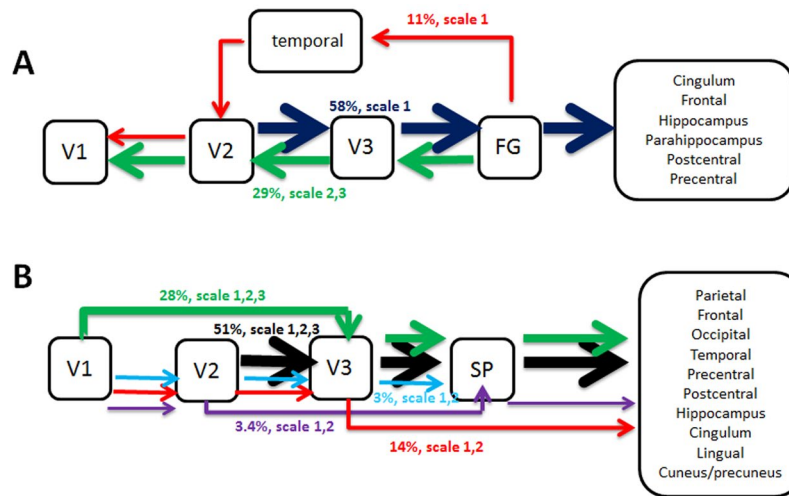 A
temporal
11%, scale 1
58%, scale 1
V1
V2
V3
FG
29%, scale 2,3
Cingulum
Frontal
Hippocampus
Parahippocampus
Postcentral
Precentral
B
28%, scale 1,2,3
51%, scale 1,2,3
V1
V2
V3
SP
3%, scale 1,2
3.4%, scale 1,2
14%, scale 1,2
Parietal
Frontal
Occipital
Temporal
Precentral
Postcentral
Hippocampus
Cingulum
Lingual
Cuneus/precuneus